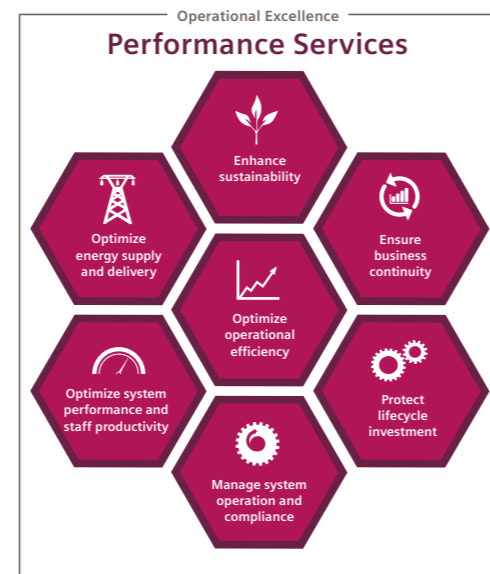 Operational Excellence
Performance Services
Enhance
sustainability
Optimize
energy supply
and delivery
Ensure
business
continuity
Optimize
operational
efficiency
Optimize system
performance and
staff productivity
Protect
lifecycle
investment
Manage system
operation and
compliance